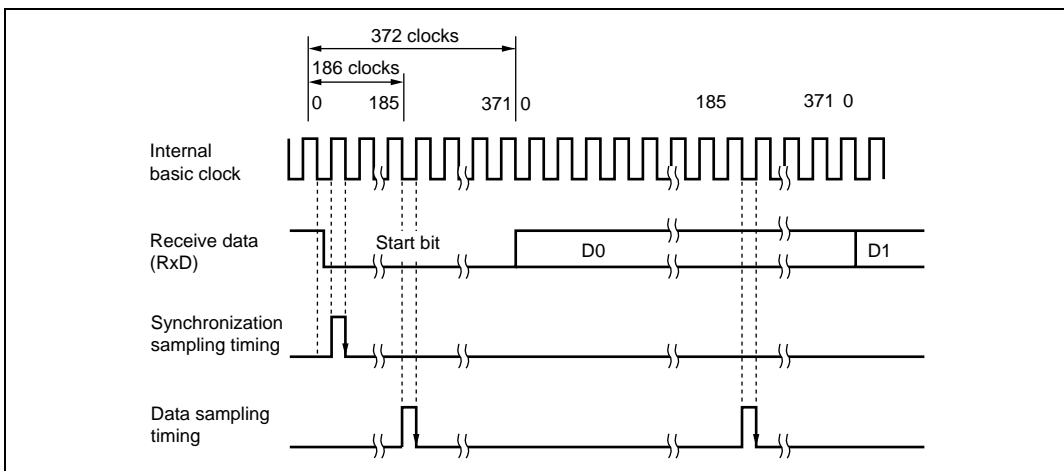 372 clocks
186 clocks
0 185 371 0 185 371 0
Internal
basic clock
Receive data
(RxD)
Start bit D0 D1
Synchronization
sampling timing
Data sampling
timing